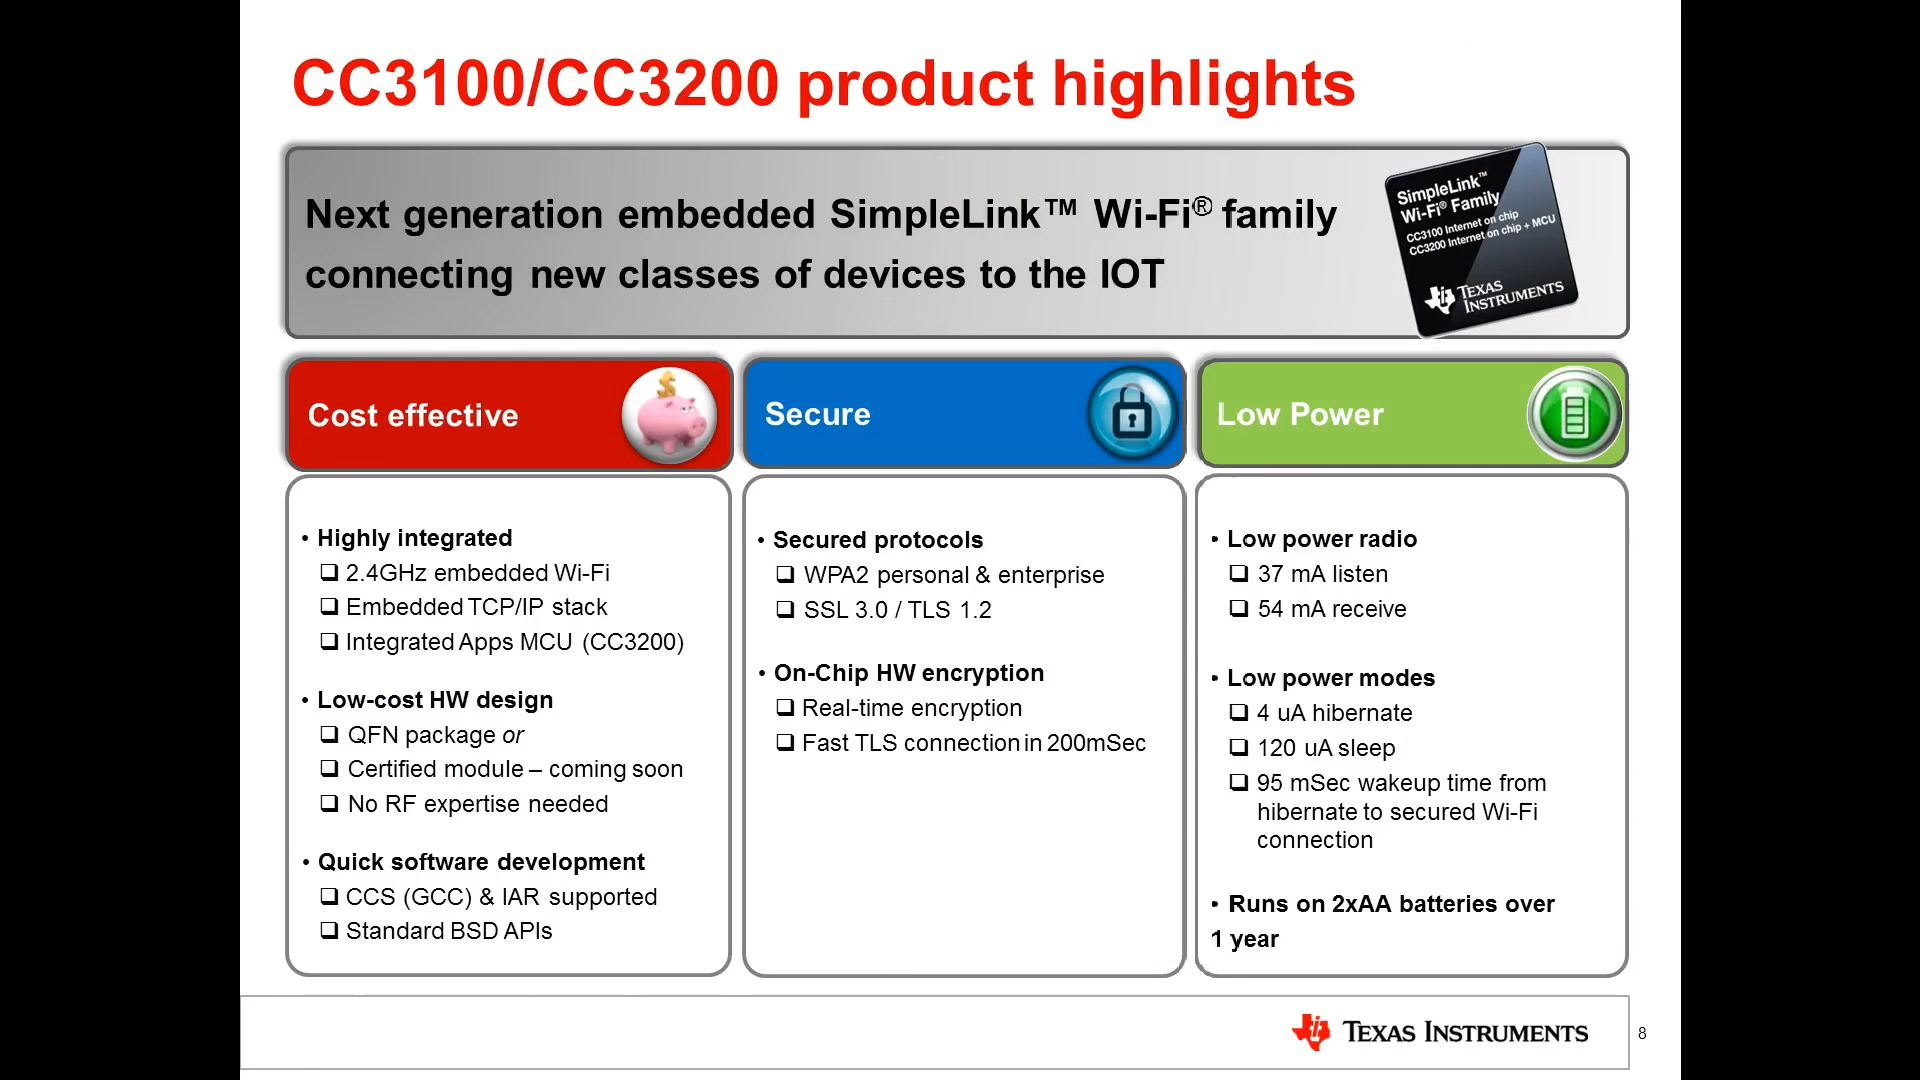 CC3100/CC3200 product highlights
Next generation embedded SimpleLink™ Wi-Fi® family
connecting new classes of devices to the IOT
SimpleLink™
Wi-Fi® Family
CC3100 Internet on chip
CC3200 Internet on chip + MCU
TEXAS
INSTRUMENTS
Cost effective
• Highly integrated
❑ 2.4GHz embedded Wi-Fi
❑ Embedded TCP/IP stack
❑ Integrated Apps MCU (CC3200)
• Low-cost HW design
❑ QFN package or
❑ Certified module – coming soon
❑ No RF expertise needed
• Quick software development
❑ CCS (GCC) & IAR supported
❑ Standard BSD APIs
Secure
• Secured protocols
❑ WPA2 personal & enterprise
❑ SSL 3.0 / TLS 1.2
• On-Chip HW encryption
❑ Real-time encryption
❑ Fast TLS connection in 200mSec
Low Power
• Low power radio
❑ 37 mA listen
❑ 54 mA receive
• Low power modes
❑ 4 uA hibernate
❑ 120 uA sleep
❑ 95 mSec wakeup time from
hibernate to secured Wi-Fi
connection
• Runs on 2xAA batteries over
1 year
TEXAS INSTRUMENTS
8